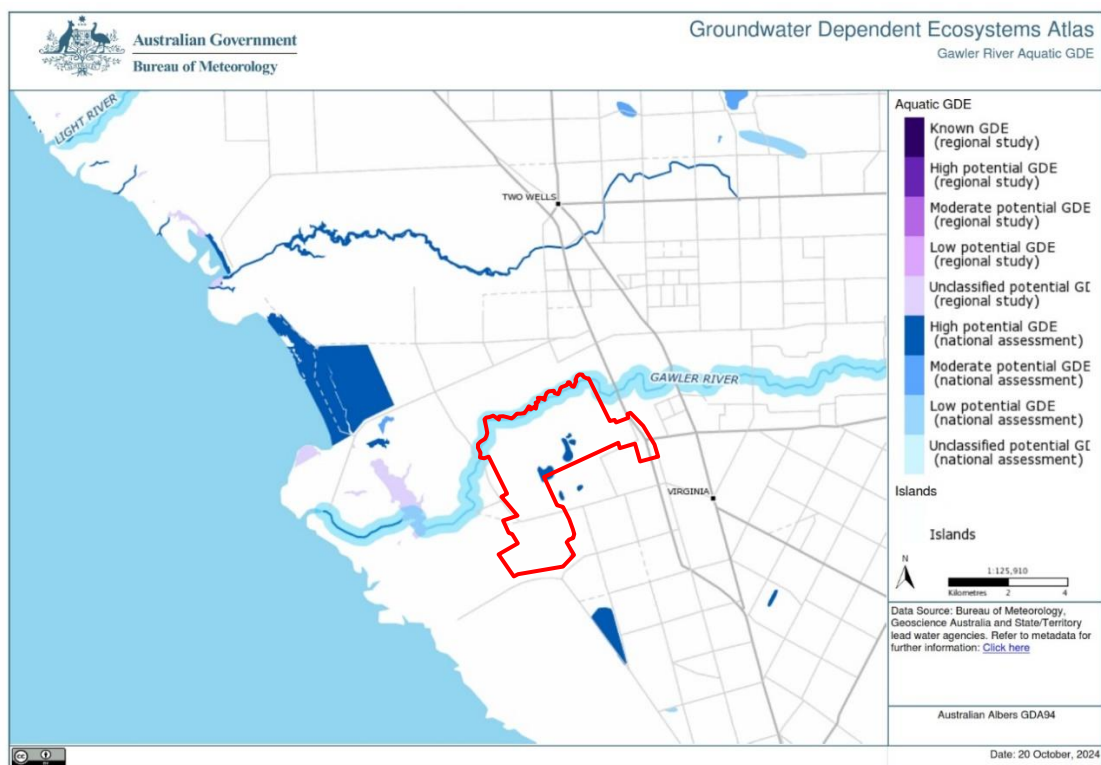 Australian Government
Bureau of Meteorology
Groundwater Dependent Ecosystems Atlas
Gawler River Aquatic GDE
LIGHT RIVER
TWO WELLS
GAWLER RIVER
VIRGINIA
Aquatic GDE
Known GDE
(regional study)
High potential GDE
(regional study)
Moderate potential GDE
(regional study)
Low potential GDE
(regional study)
Unclassified potential GD
(regional study)
High potential GDE
(national assessment)
Moderate potential GDE
(national assessment)
Low potential GDE
(national assessment)
Unclassified potential GD
(national assessment)
Islands
Islands
N
1:125,910
Kilometres 2 4
Data Source: Bureau of Meteorology,
Geoscience Australia and State/Territory
lead water agencies. Refer to metadata for
further information: Click here
Australian Albers GDA94
Date: 20 October, 2024
cc
BY